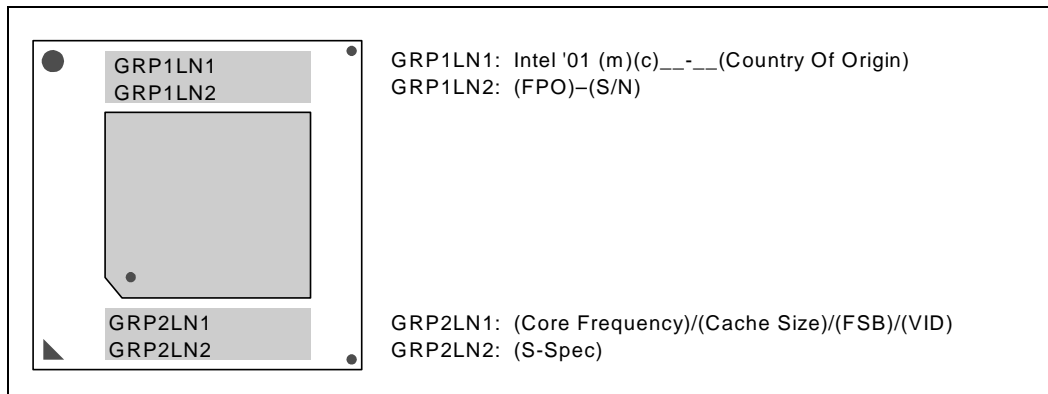 GRP1LN1
GRP1LN2
GRP1LN1: Intel '01 (m)(c)__-__(Country Of Origin)
GRP1LN2: (FPO)–(S/N)
GRP2LN1
GRP2LN2
GRP2LN1: (Core Frequency)/(Cache Size)/(FSB)/(VID)
GRP2LN2: (S-Spec)